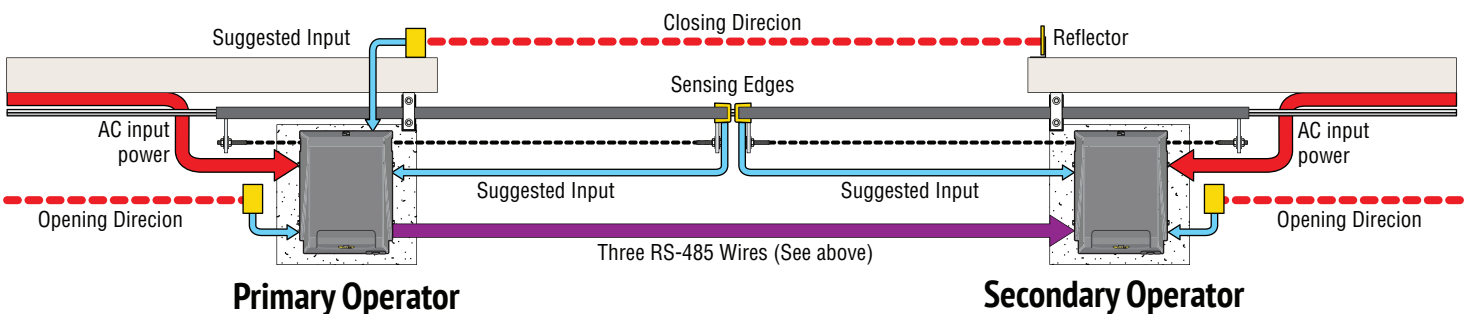 Closing Direcion
Suggested Input
Reflector
Sensing Edges
AC input
power
AC input
power
Suggested Input
Suggested Input
Opening Direcion
Opening Direcion
Three RS-485 Wires (See above)
Primary Operator
Secondary Operator